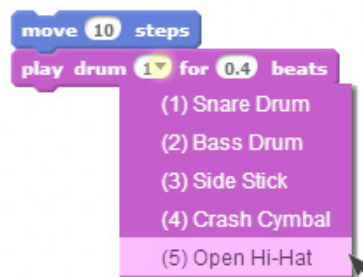 move 10 steps
play drum 1 for 0.4 beats
(1) Snare Drum
(2) Bass Drum
(3) Side Stick
(4) Crash Cymbal
(5) Open Hi-Hat